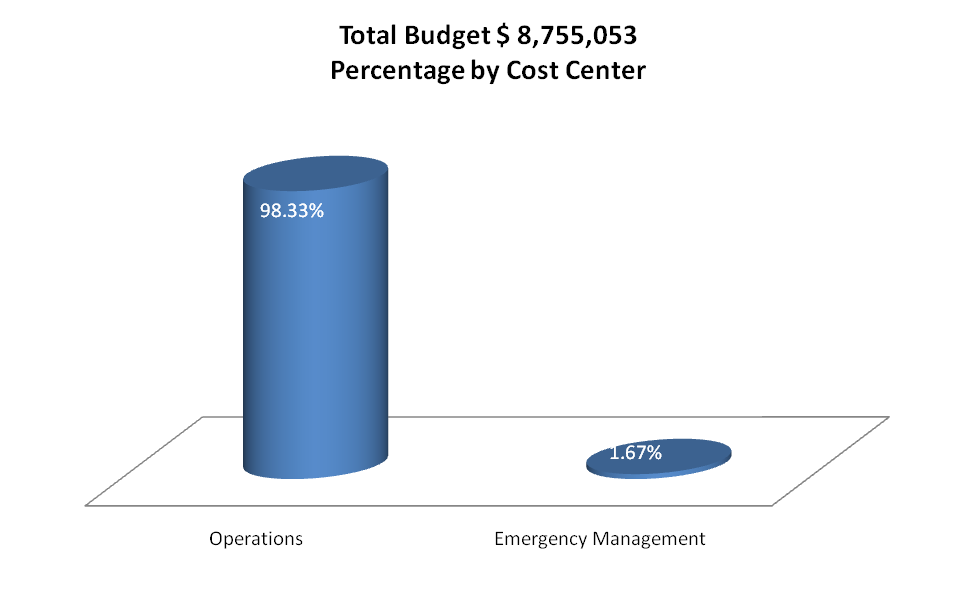 Total Budget $ 8,755,053
Percentage by Cost Center
98.33%
1.67%
Operations
Emergency Management